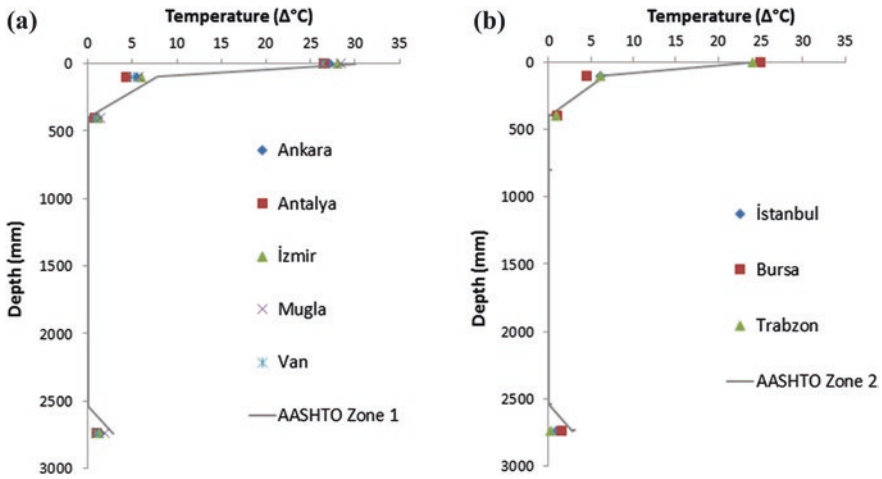 (a)
Temperature (Δ°C)
0 5 10 15 20 25 30 35
0
500
1000
1500
2000
2500
3000
Depth (mm)
Ankara
Antalya
İzmir
Mugla
Van
AASHTO Zone 1
(b)
Temperature (Δ°C)
0 5 10 15 20 25 30 35
0
500
1000
1500
2000
2500
3000
Depth (mm)
İstanbul
Bursa
Trabzon
AASHTO Zone 2